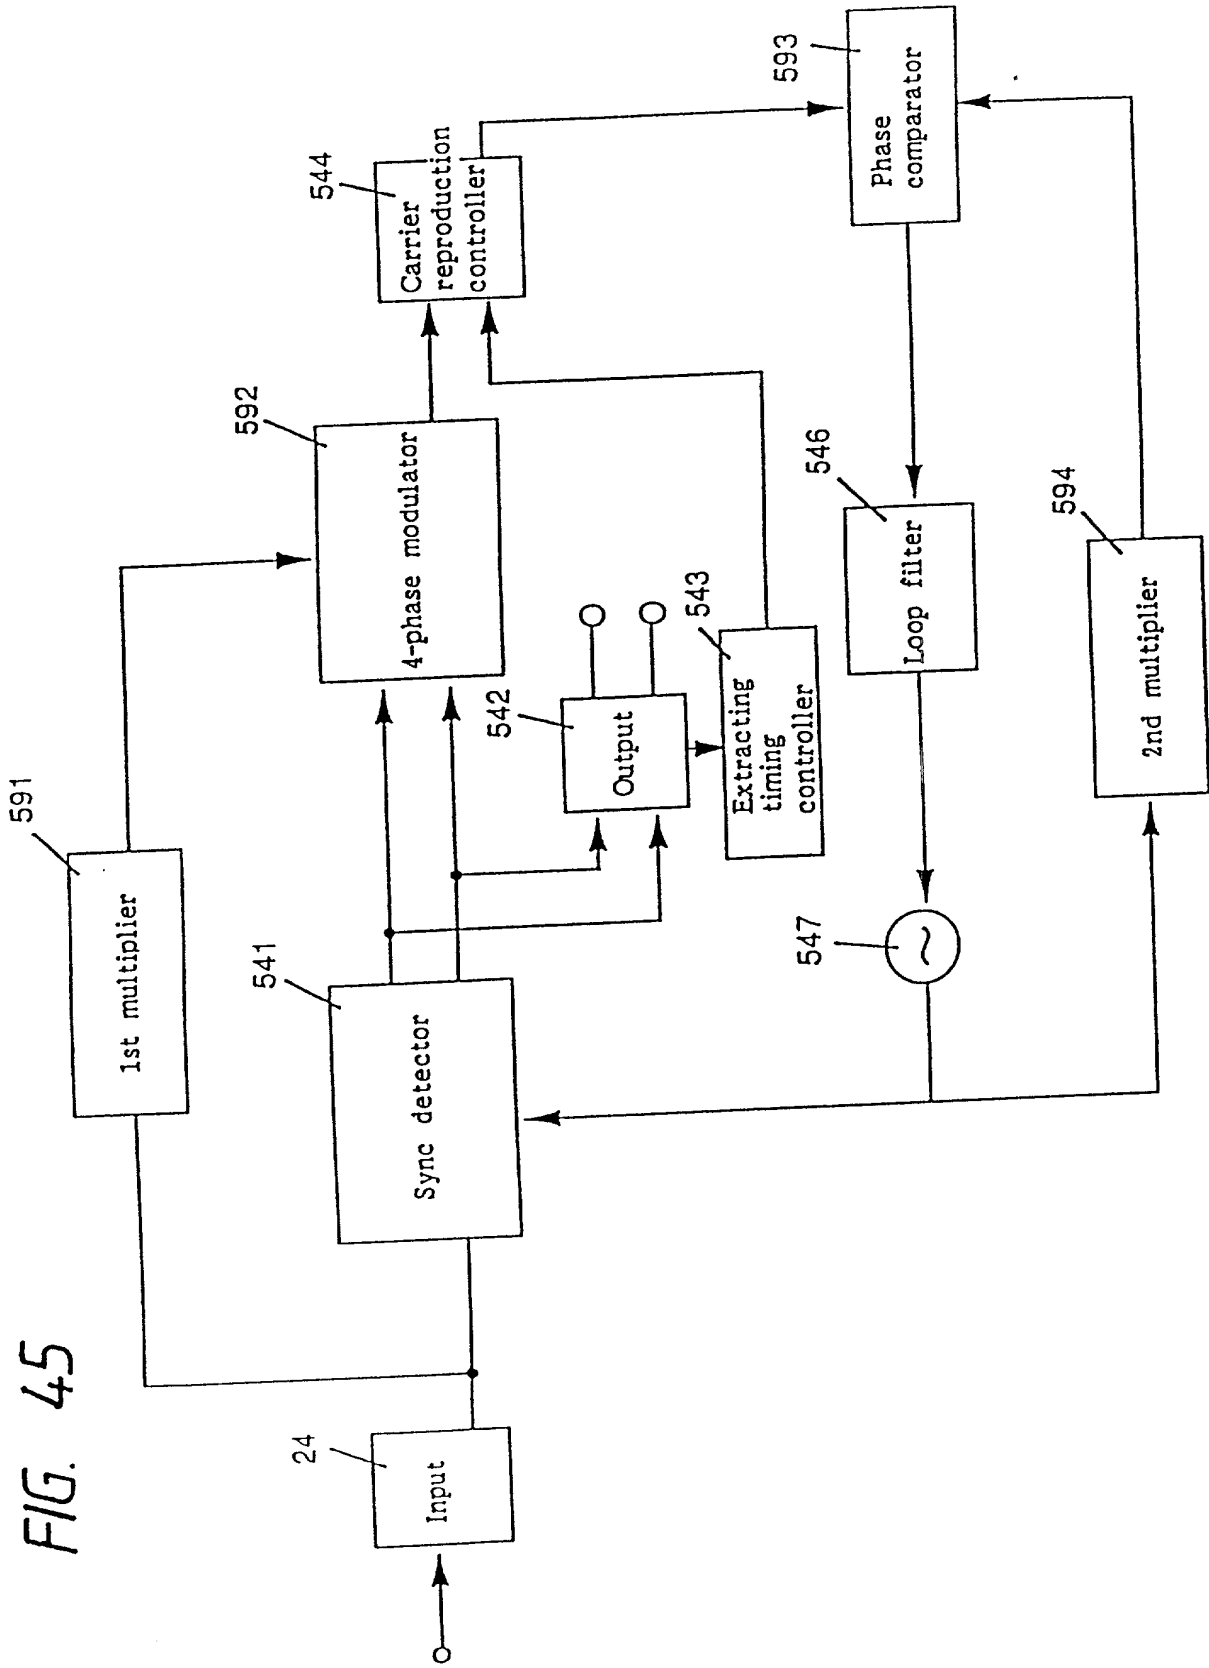 FIG. 45
591
1st multiplier
592
4-phase modulator
544
Carrier
reproduction
controller
24
Input
541
Sync detector
542
Output
543
Extracting
timing
controller
593
Phase
comparator
546
Loop filter
547
~
594
2nd multiplier